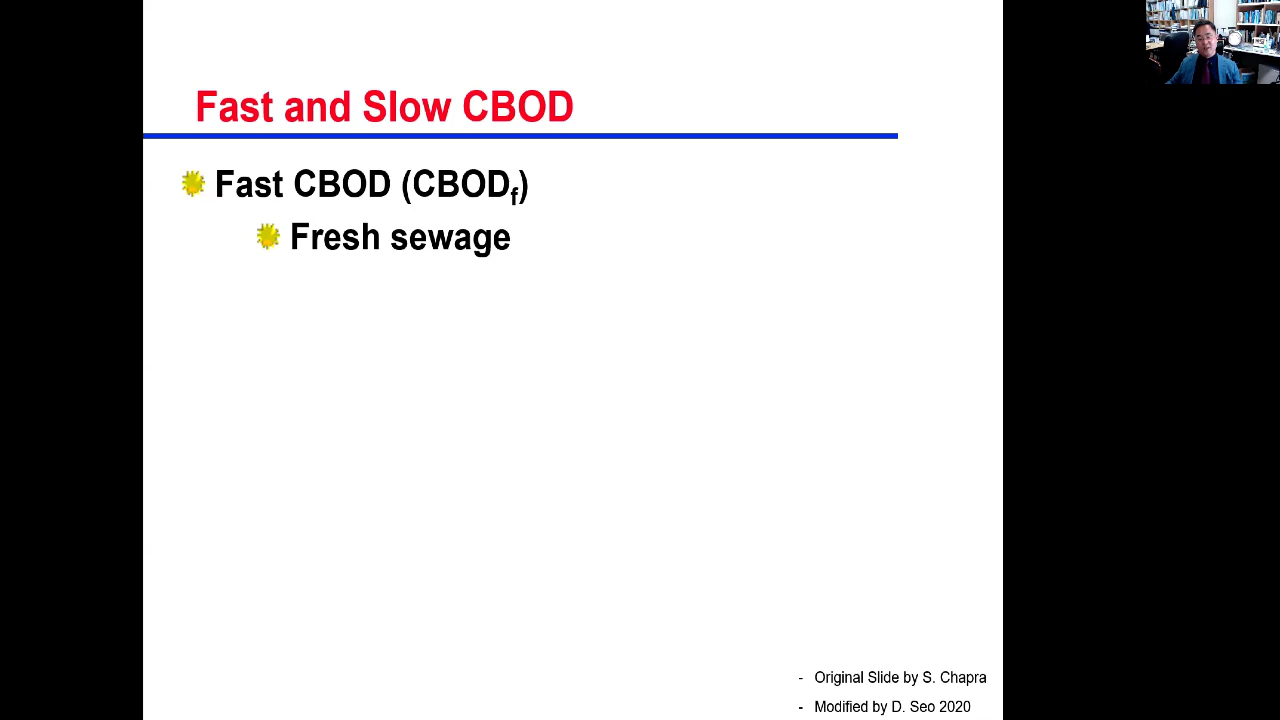 Fast and Slow CBOD
Fast CBOD (CBODf)
Fresh sewage
- Original Slide by S. Chapra
- Modified by D. Seo 2020